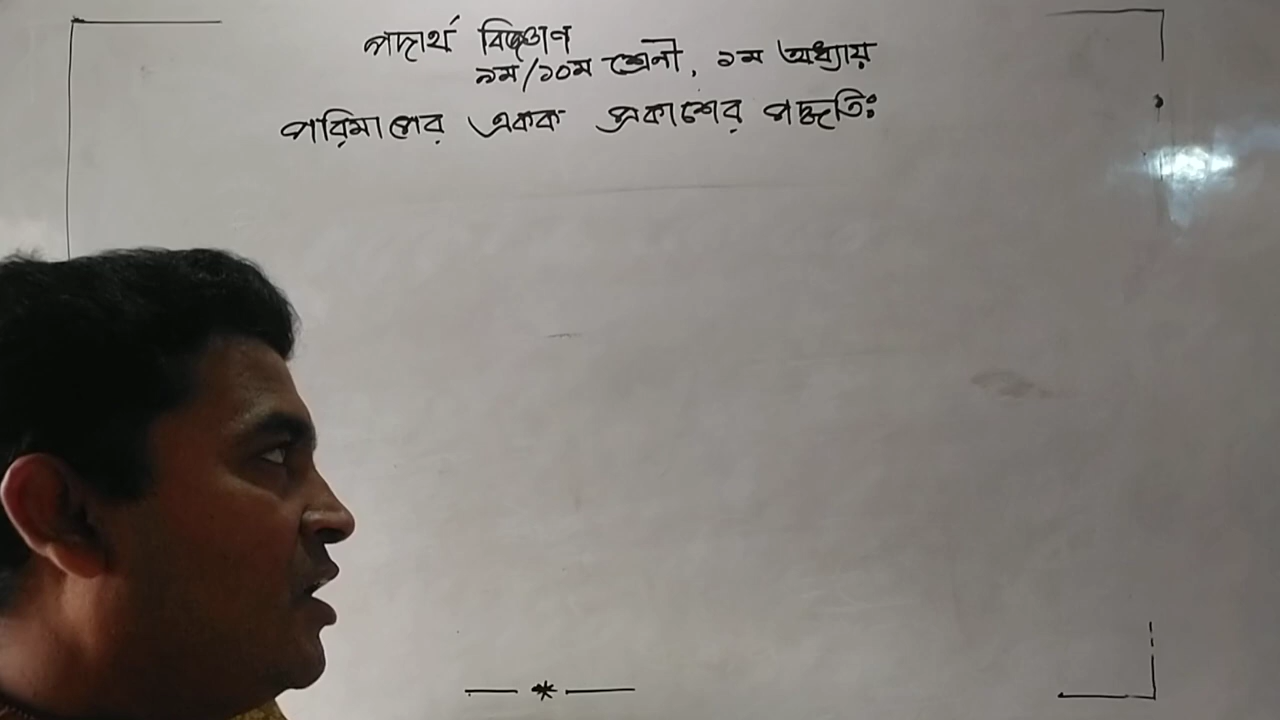 পদার্থ বিজ্ঞান
৯ম/১০ম শ্রেনী, ১ম অধ্যায়
পরিমাপের একক প্রকাশের পদ্ধতিঃ